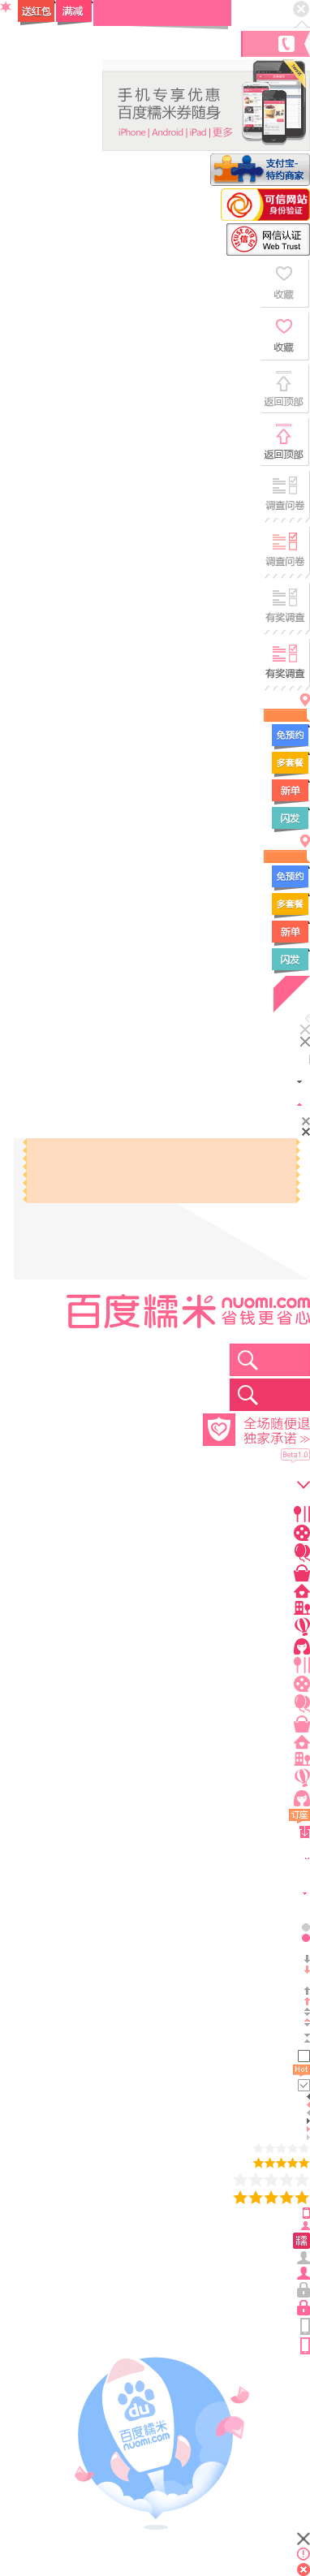 送红包 满减
手机专享优惠
百度糯米券随身
iPhone | Android | iPad | 更多
支付宝-
特约商家
可信网站
身份验证
网信认证
Web Trust
收藏
收藏
返回顶部
返回顶部
调查问卷
调查问卷
有奖调查
有奖调查
免预约
多套餐
新单
闪发
免预约
多套餐
新单
闪发
百度糯米 nuomi.com
省钱更省心
全场随便退
独家承诺 >>
Beta1.0
订座
Hot
糯
du
百度糯米
nuomi.com